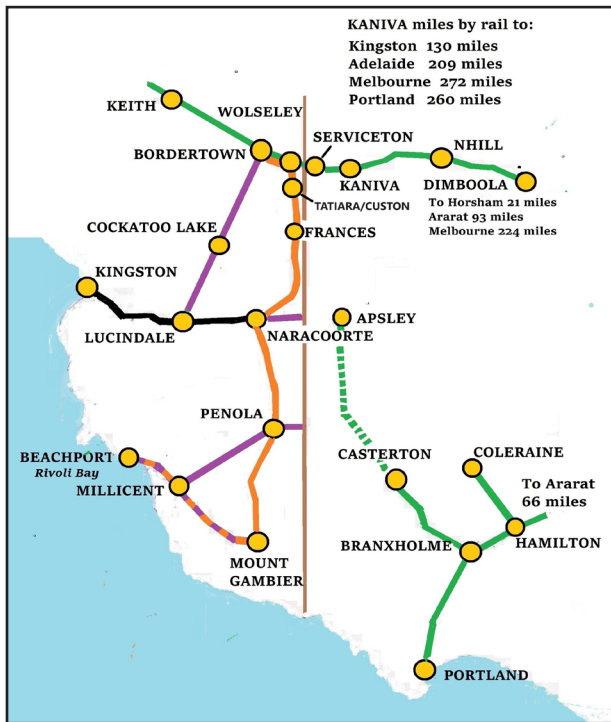 KANIVA miles by rail to:
Kingston 130 miles
Adelaide 209 miles
Melbourne 272 miles
Portland 260 miles
KEITH
WOLSELEY
BORDERTOWN
SERVICETON
NHILL
KANIVA
DIMBOOLA
To Horsham 21 miles
Ararat 93 miles
Melbourne 224 miles
TATIARA/CUSTON
FRANCES
COCKATOO LAKE
KINGSTON
LUCINDALE
NARACOORTE
APSLEY
PENOLA
BEACHPORT
Rivoli Bay
MILLICENT
CASTERTON
COLERAINE
To Ararat
66 miles
HAMILTON
BRANXHOLME
MOUNT
GAMBIER
PORTLAND